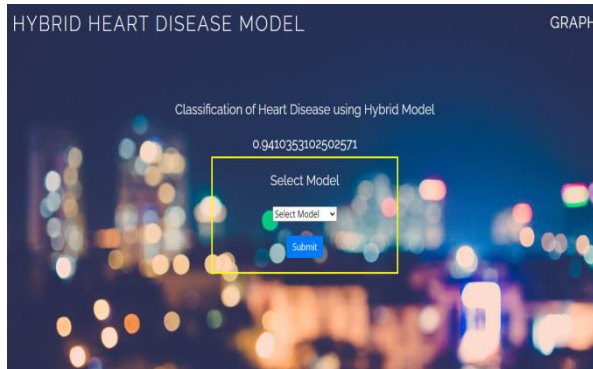 HYBRID HEART DISEASE MODEL
GRAPH
Classification of Heart Disease using Hybrid Model
0.9410353102502571
Select Model
Select Model
Submit